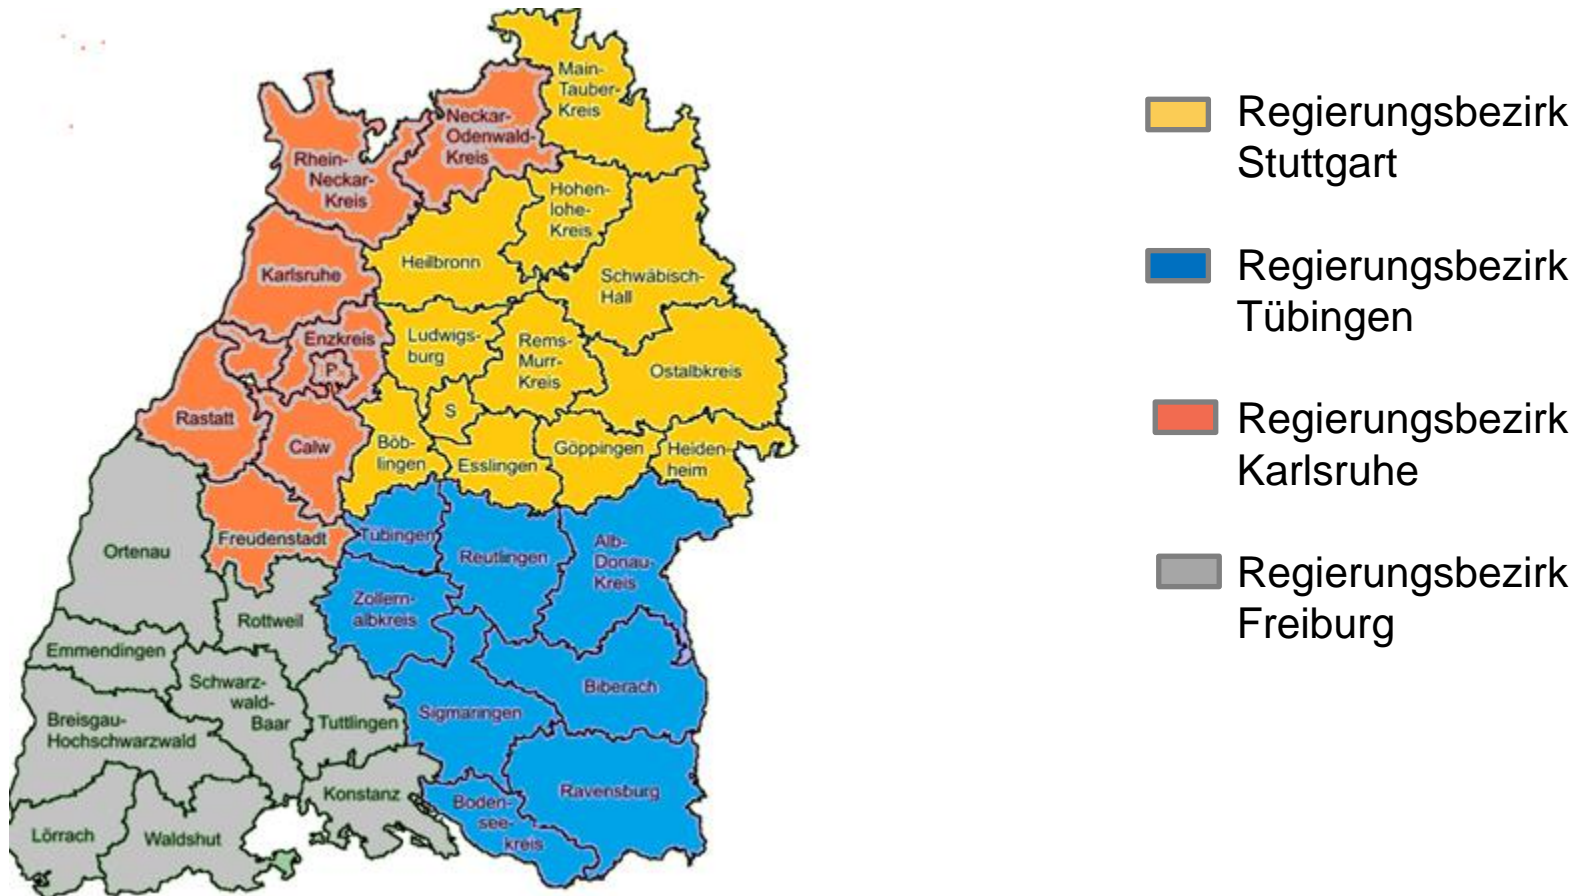 Main-
Tauber-
Kreis
Neckar-
Odenwald-
Kreis
Rhein-
Neckar-
Kreis
Hohen-
lohe-
Kreis
Karlsruhe
Heilbronn
Schwäbisch-
Hall
Enzkreis
P.
Ludwigs-
burg
Rems-
Murr-
Kreis
Ostalbkreis
Rastatt
Calw
S
Böb-
lingen
Esslingen
Göppingen
Heiden-
heim
Ortenau
Freudenstadt
Tübingen
Reutlingen
Alb-
Donau-
Kreis
Zollern-
albkreis
Rottweil
Emmendingen
Schwarz-
wald-
Baar
Breisgau-
Hochschwarzwald
Tuttlingen
Sigmaringen
Biberach
Konstanz
Boden-
see-
kreis
Ravensburg
Lörrach
Waldshut
Regierungsbezirk
Stuttgart
Regierungsbezirk
Tübingen
Regierungsbezirk
Karlsruhe
Regierungsbezirk
Freiburg